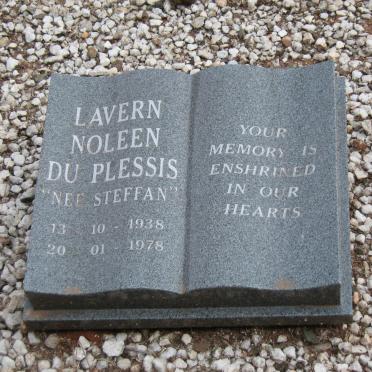 LAVERN
NOLEEN
DU PLESSIS
"NEE STEFFAN"
13 - 10 - 1938
20 - 01 - 1978
YOUR
MEMORY IS
ENSHRINED
IN OUR
HEARTS